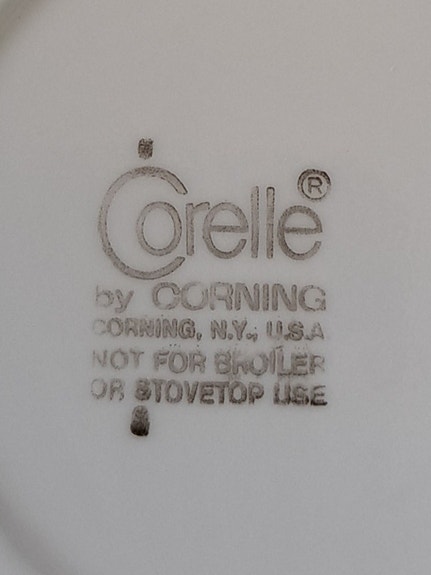 Corelle®
by CORNING
CORNING, N.Y., U.S.A
NOT FOR BROILER
OR STOVETOP USE